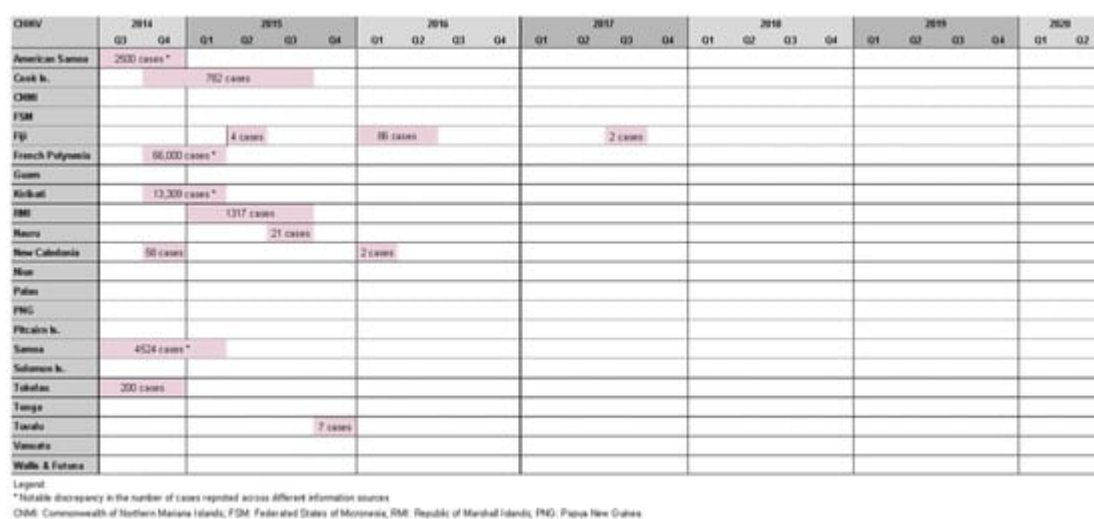 CHIKV 2014 2015 2016 2017 2018 2019 2020
Q3 Q4 Q1 Q2 Q3 Q4 Q1 Q2 Q3 Q4 Q1 Q2 Q3 Q4 Q1 Q2 Q3 Q4 Q1 Q2 Q3 Q4 Q1 Q2
American Samoa 2500 cases *
Cook Is. 782 cases
CNMI
FSM
Fiji 4 cases 86 cases 2 cases
French Polynesia 66,000 cases *
Guam
Kiribati 13,309 cases *
RMI 1317 cases
Nauru 21 cases
New Caledonia 58 cases 2 cases
Niue
Palau
PNG
Pitcairn Is.
Samoa 4524 cases *
Solomon Is.
Tokelau 200 cases
Tonga
Tuvalu 7 cases
Vanuatu
Wallis & Futuna
Legend:
* Notable discrepancy in the number of cases reported across different information sources
CNMI: Commonwealth of Northern Mariana Islands; FSM: Federated States of Micronesia; RMI: Republic of Marshall Islands; PNG: Papua New Guinea.